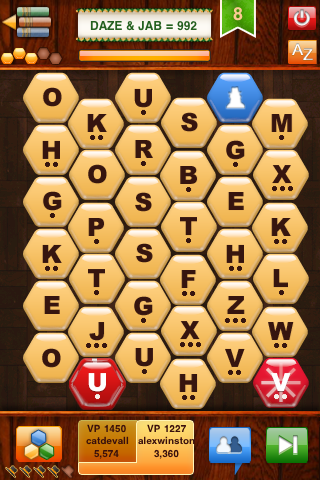 DAZE & JAB = 992
8
AZ
O
U
K
S
M
H
R
G
O
B
X
G
S
E
P
T
K
K
S
H
T
F
L
E
G
Z
J
X
W
O
U
V
U
H
V
VP 1450
catdevall
5,574
VP 1227
alexwinston
3,360